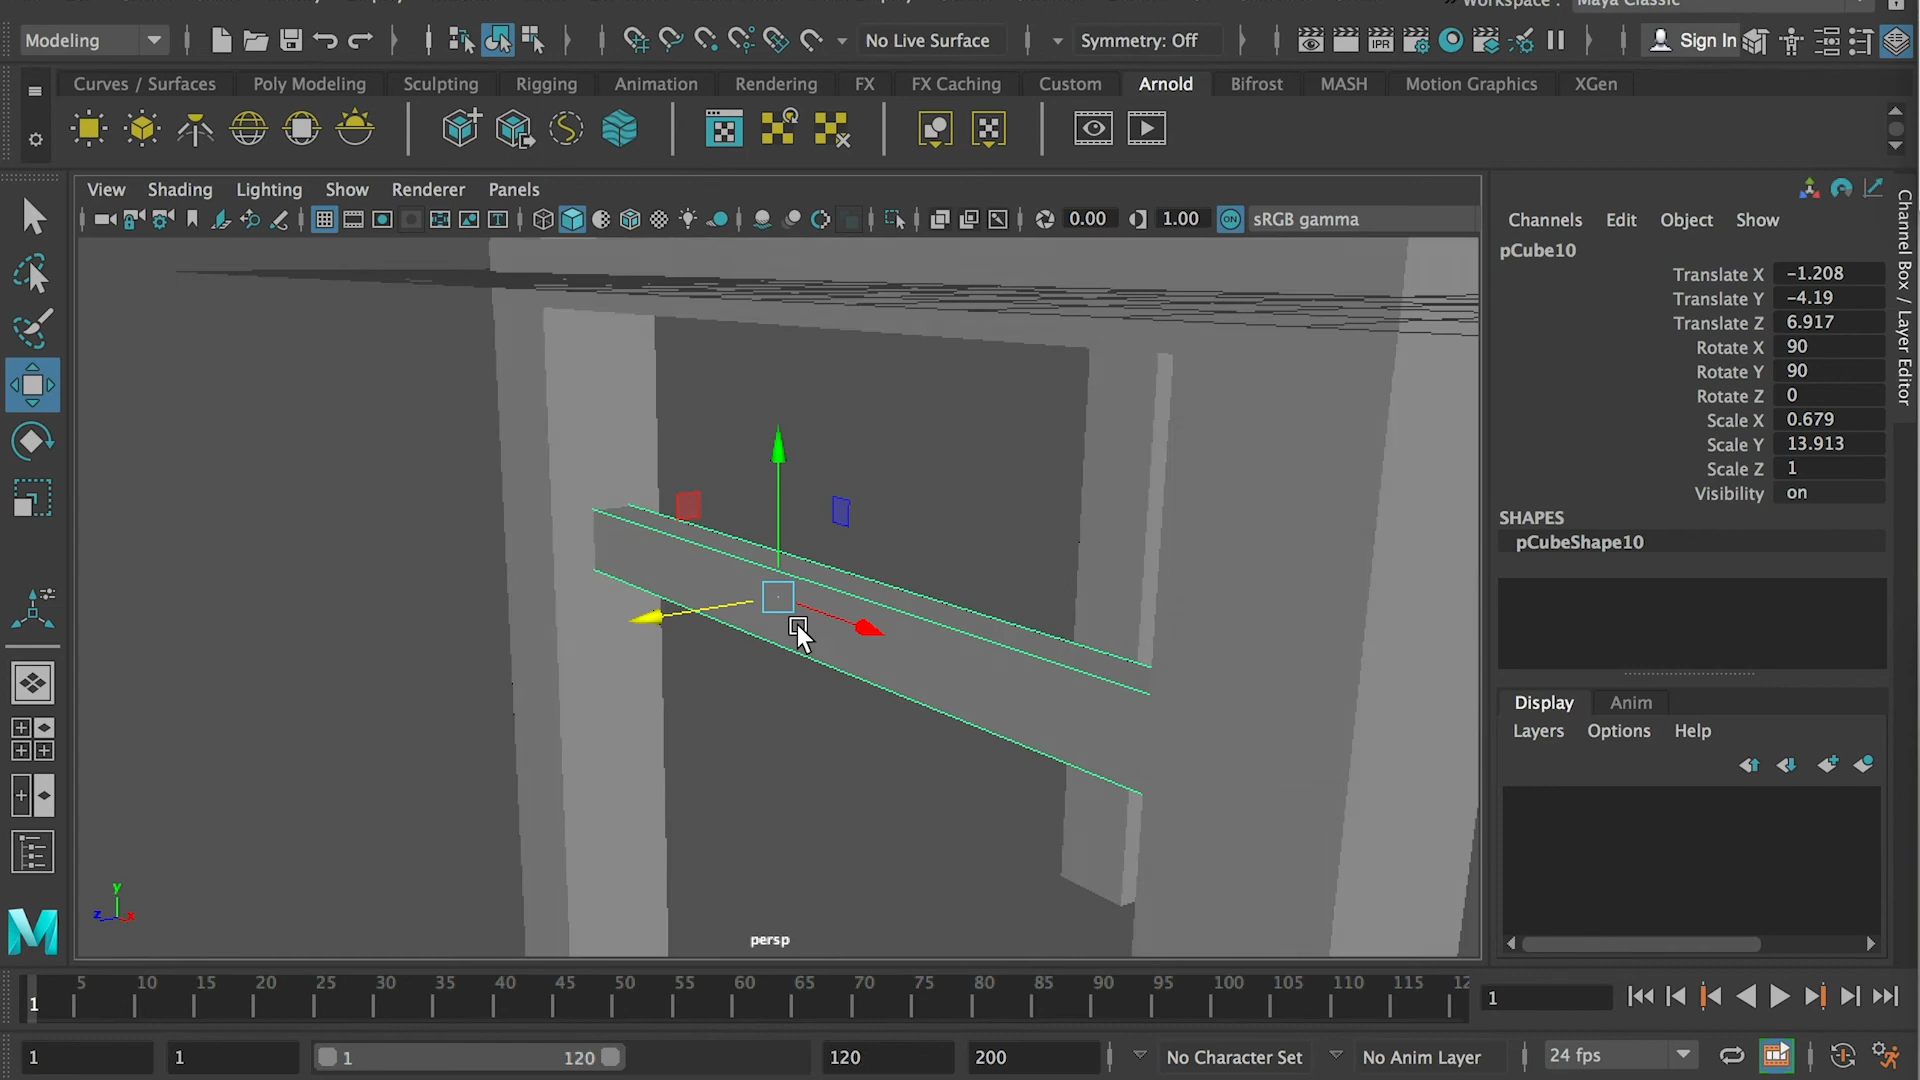 Workspace : Maya Classic
Modeling
No Live Surface
Symmetry: Off
IPR
Sign In
Curves / Surfaces Poly Modeling Sculpting Rigging Animation Rendering FX FX Caching Custom Arnold Bifrost MASH Motion Graphics XGen
View Shading Lighting Show Renderer Panels
0.00 1.00 ON sRGB gamma
Channels Edit Object Show
pCube10
Translate X -1.208
Translate Y -4.19
Translate Z 6.917
Rotate X 90
Rotate Y 90
Rotate Z 0
Scale X 0.679
Scale Y 13.913
Scale Z 1
Visibility on
SHAPES
pCubeShape10
Channel Box / Layer Editor
Display Anim
Layers Options Help
y
z x
persp
5 10 15 20 25 30 35 40 45 50 55 60 65 70 75 80 85 90 95 100 105 110 115 12
1 1
1 1 1 120 120 200 No Character Set No Anim Layer 24 fps